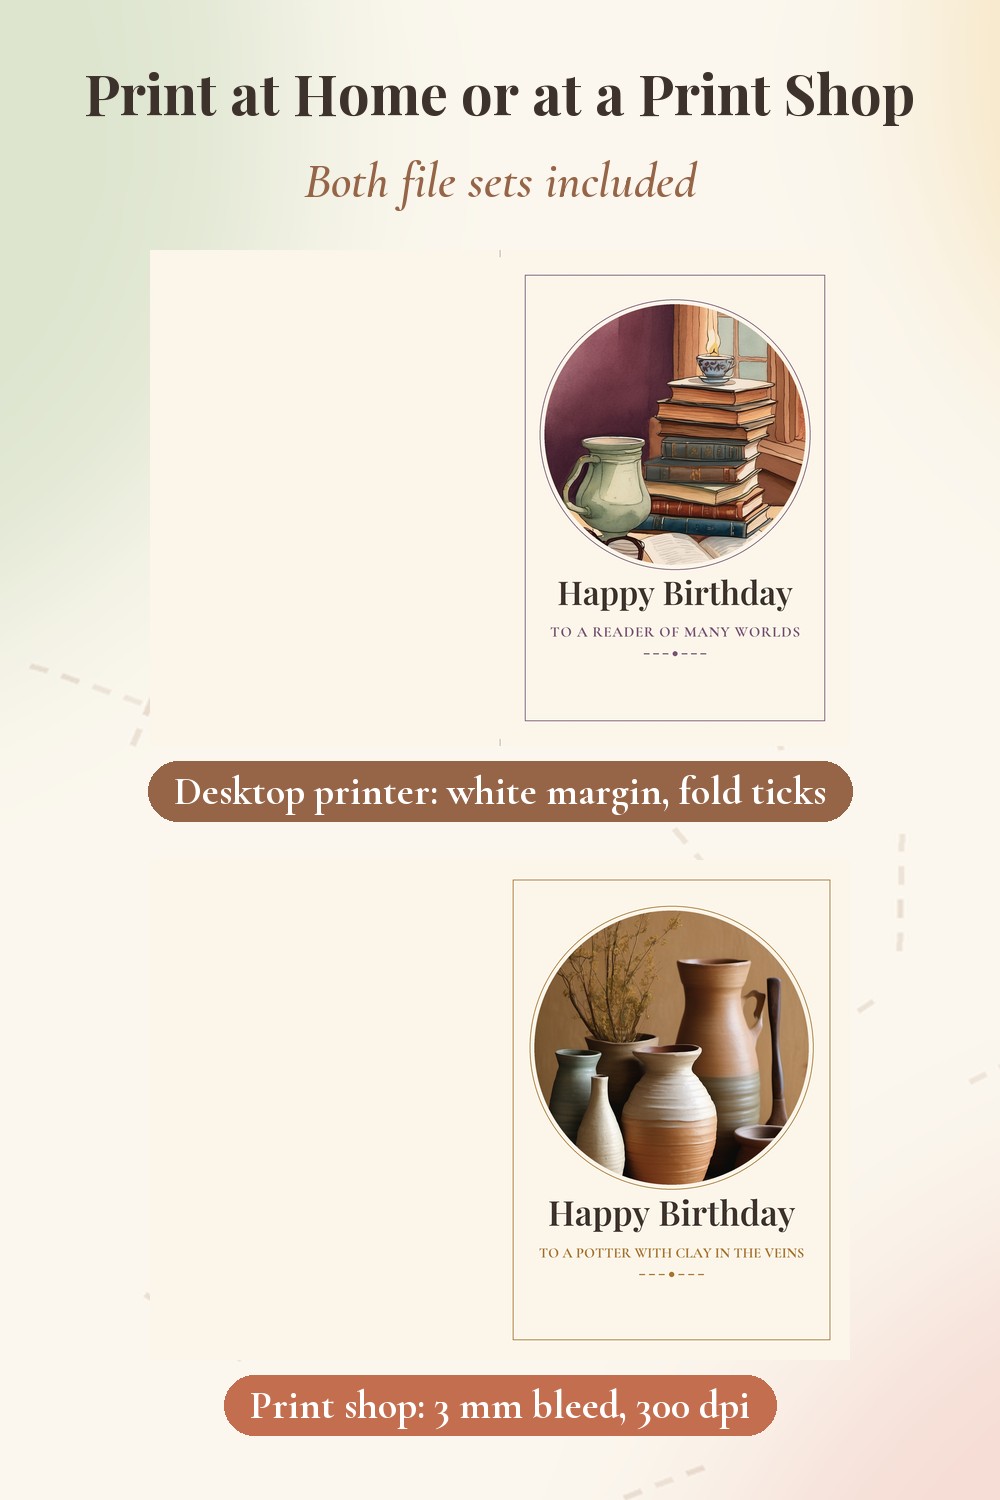 Print at Home or at a Print Shop
Both file sets included
Happy Birthday
TO A READER OF MANY WORLDS
Desktop printer: white margin, fold ticks
Happy Birthday
TO A POTTER WITH CLAY IN THE VEINS
Print shop: 3 mm bleed, 300 dpi